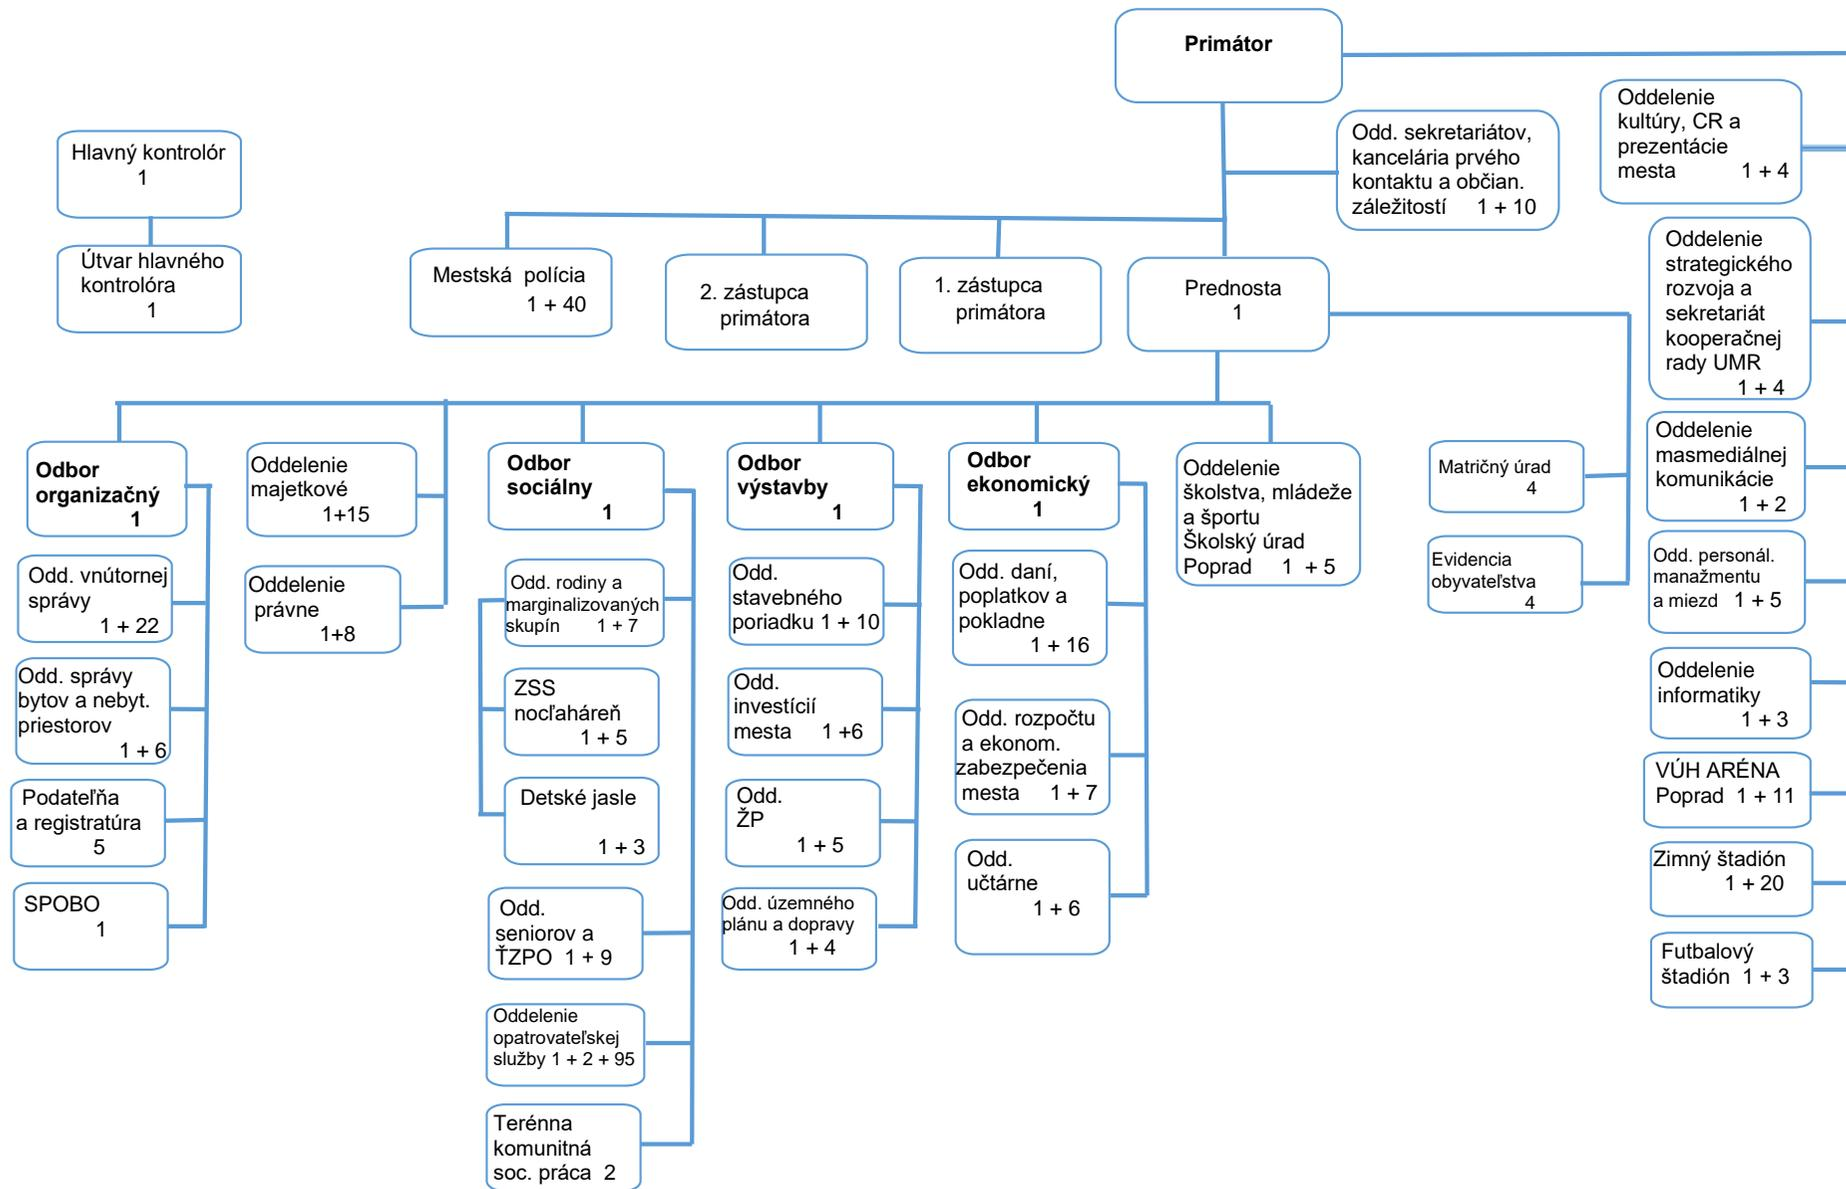 Primátor
Oddelenie
kultúry, CR a
prezentácie
mesta 1 + 4
Odd. sekretariátov,
kancelária prvého
kontaktu a občian.
záležitostí 1 + 10
Hlavný kontrolór
1
Útvar hlavného
kontrolóra
1
Mestská polícia
1 + 40
2. zástupca
primátora
1. zástupca
primátora
Prednosta
1
Oddelenie
strategického
rozvoja a
sekretariát
kooperačnej
rady UMR
1 + 4
Odbor
organizačný
1
Odd. vnútornej
správy
1 + 22
Odd. správy
bytov a nebyt.
priestorov
1 + 6
Podateľňa
a registratúra
5
SPOBO
1
Oddelenie
majetkové
1+15
Oddelenie
právne
1+8
Odbor
sociálny
1
Odd. rodiny a
marginalizovaných
skupín 1 + 7
ZSS
nocľaháreň
1 + 5
Detské jasle
1 + 3
Odd.
seniorov a
ŤZPO 1 + 9
Oddelenie
opatrovateľskej
služby 1 + 2 + 95
Terénna
komunitná
soc. práca 2
Odbor
výstavby
1
Odd.
stavebného
poriadku 1 + 10
Odd.
investícií
mesta 1 +6
Odd.
ŽP
1 + 5
Odd. územného
plánu a dopravy
1 + 4
Odbor
ekonomický
1
Odd. daní,
poplatkov a
pokladne
1 + 16
Odd. rozpočtu
a ekonom.
zabezpečenia
mesta 1 + 7
Odd.
učtárne
1 + 6
Oddelenie
školstva, mládeže
a športu
Školský úrad
Poprad 1 + 5
Matričný úrad
4
Evidencia
obyvateľstva
4
Oddelenie
masmediálnej
komunikácie
1 + 2
Odd. personál.
manažmentu
a miezd 1 + 5
Oddelenie
informatiky
1 + 3
VÚH ARÉNA
Poprad 1 + 11
Zimný štadión
1 + 20
Futbalový
štadión 1 + 3